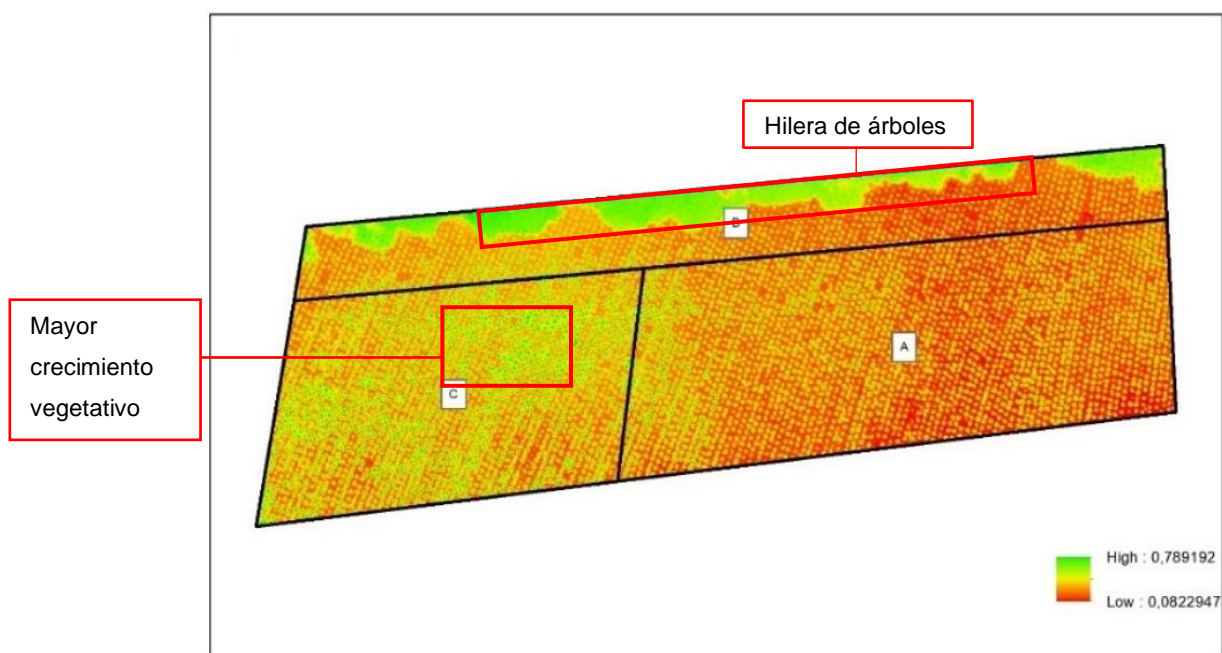 Hilera de árboles
B
Mayor
crecimiento
vegetativo
A
C
High : 0,789192
Low : 0,0822947